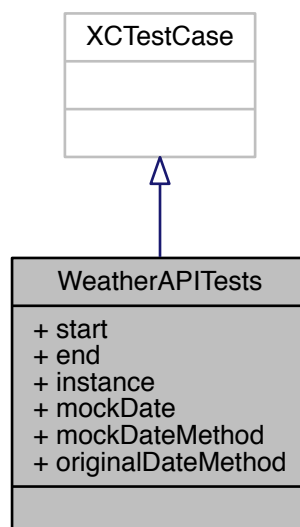 XCTestCase
WeatherAPITests
+ start
+ end
+ instance
+ mockDate
+ mockDateMethod
+ originalDateMethod